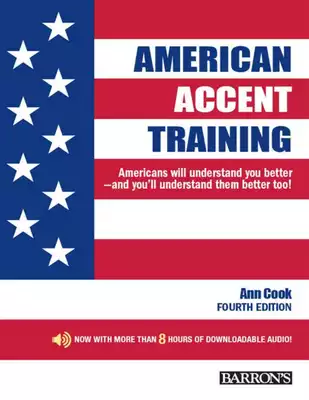 AMERICAN
ACCENT
TRAINING
Americans will understand you better
—and you'll understand them better too!
Ann Cook
FOURTH EDITION
NOW WITH MORE THAN 8 HOURS OF DOWNLOADABLE AUDIO!
BARRON'S